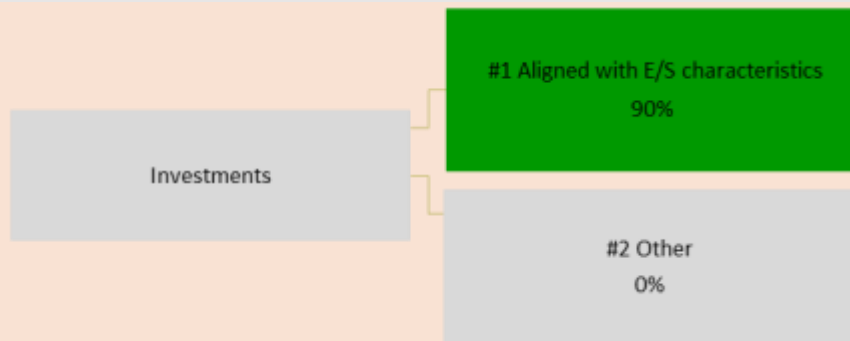 #1 Aligned with E/S characteristics
90%
Investments
#2 Other
0%